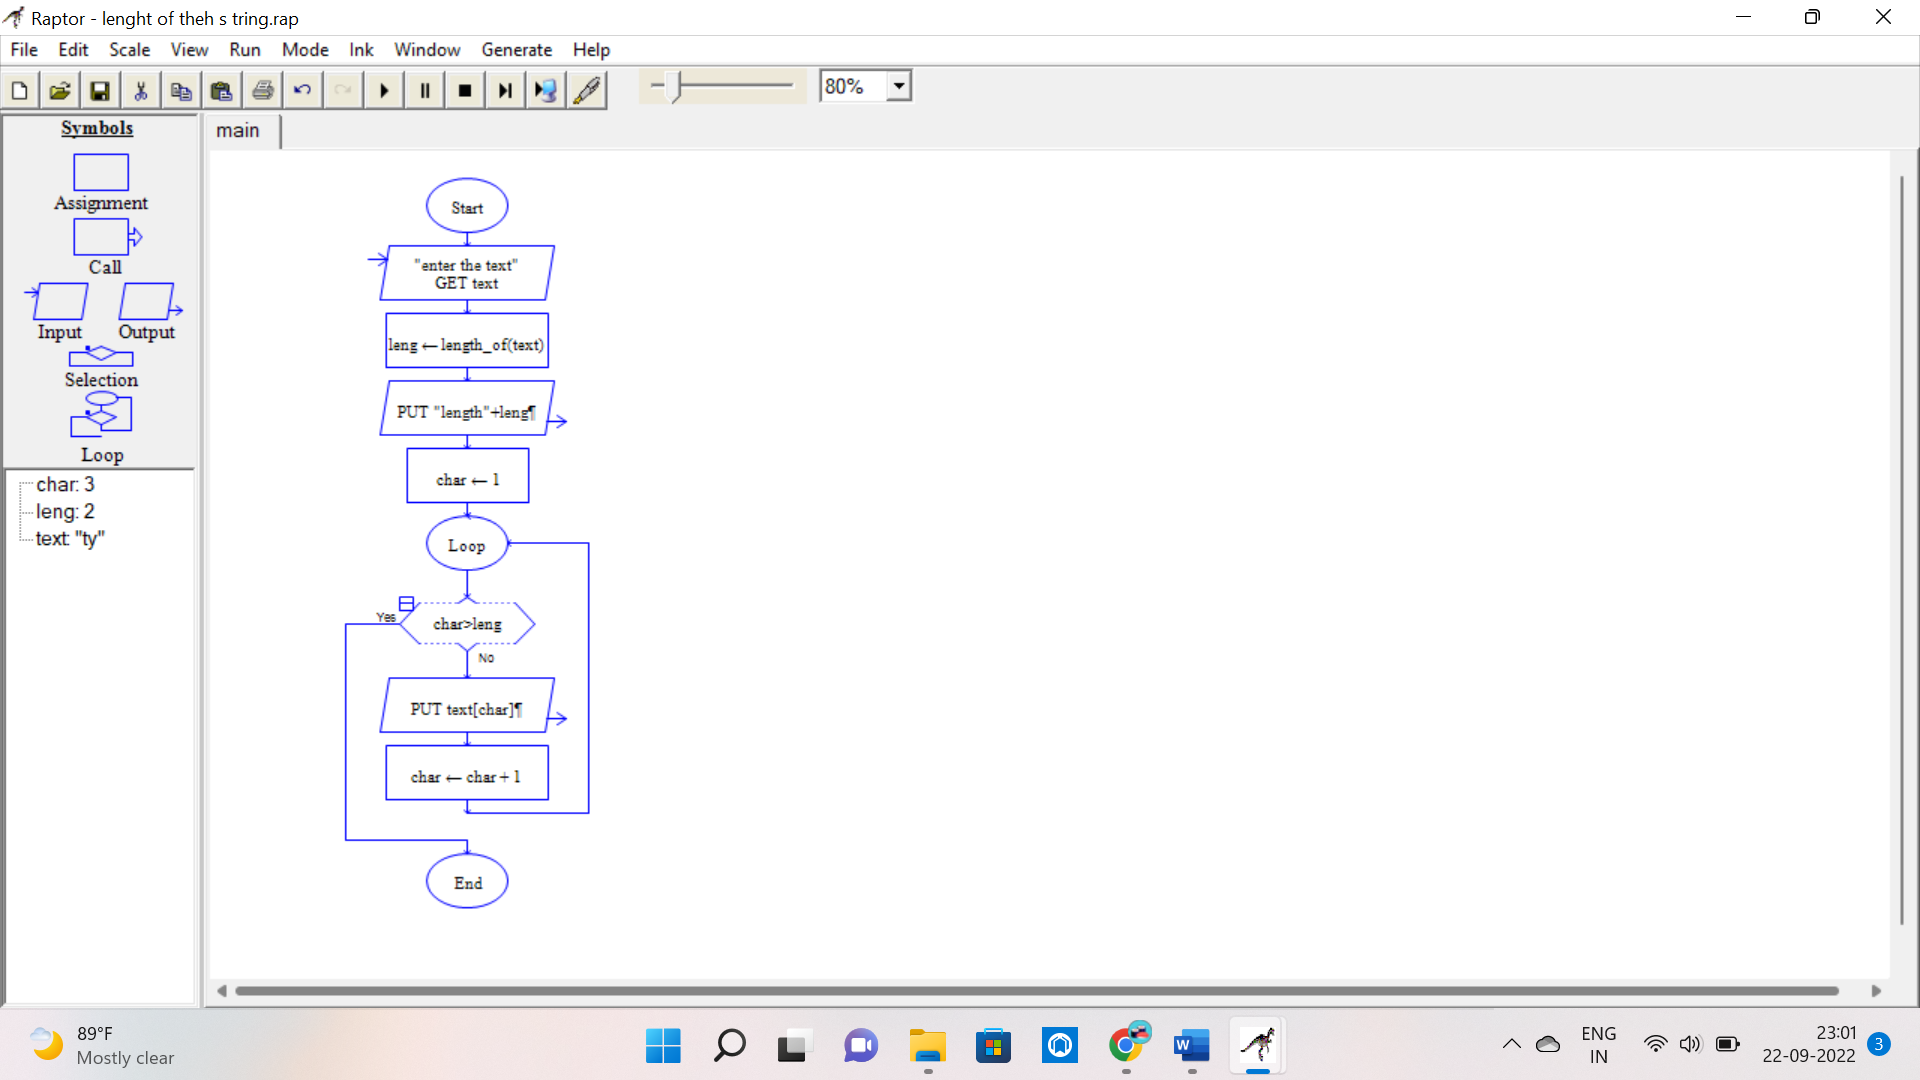 Raptor - lenght of theh s tring.rap
File Edit Scale View Run Mode Ink Window Generate Help
80%
Symbols
Assignment
Call
Input Output
Selection
Loop
char: 3
leng: 2
text: "ty"
main
Start
"enter the text"
GET text
leng ← length_of(text)
PUT "length"+leng¶
char ← 1
Loop
Yes
char>leng
No
PUT text[char]¶
char ← char + 1
End
89°F
Mostly clear
W
ENG
IN
23:01
22-09-2022
3